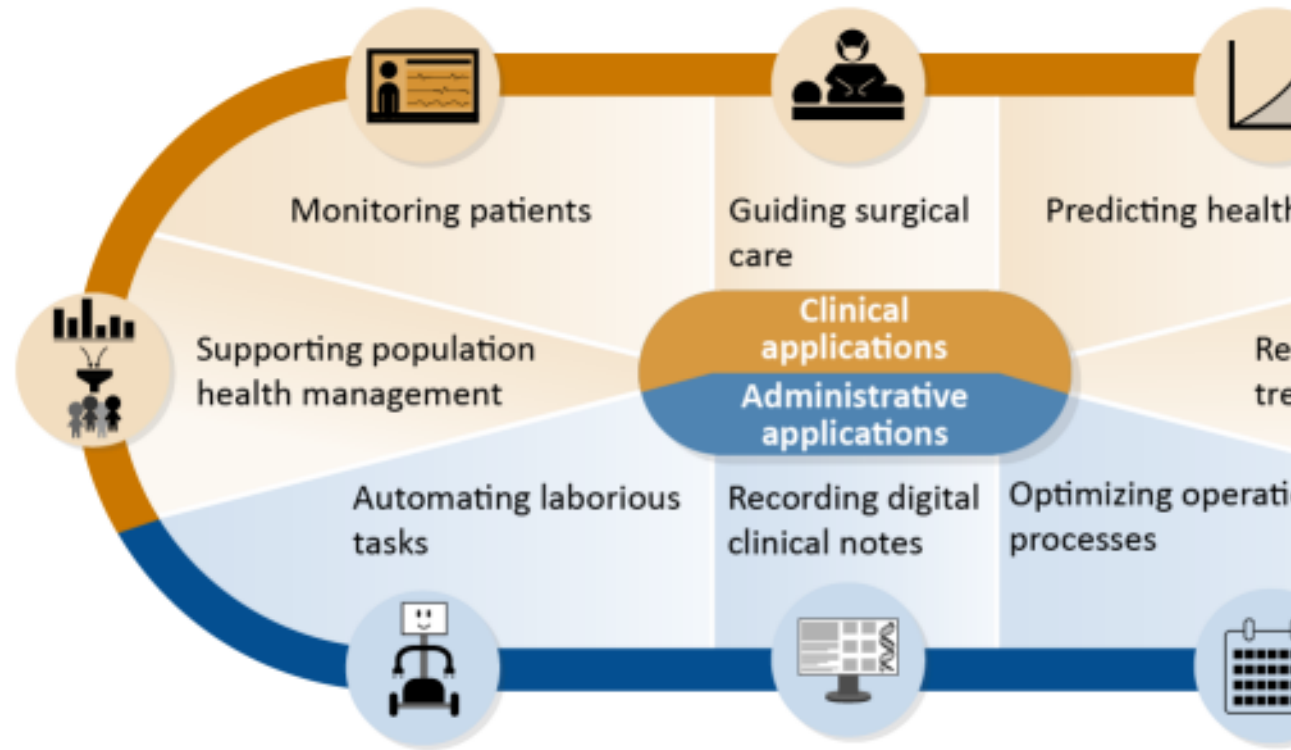 Monitoring patients
Guiding surgical
care
Predicting health
Supporting population
health management
Clinical
applications
Administrative
applications
Automating laborious
tasks
Recording digital
clinical notes
Optimizing
processes